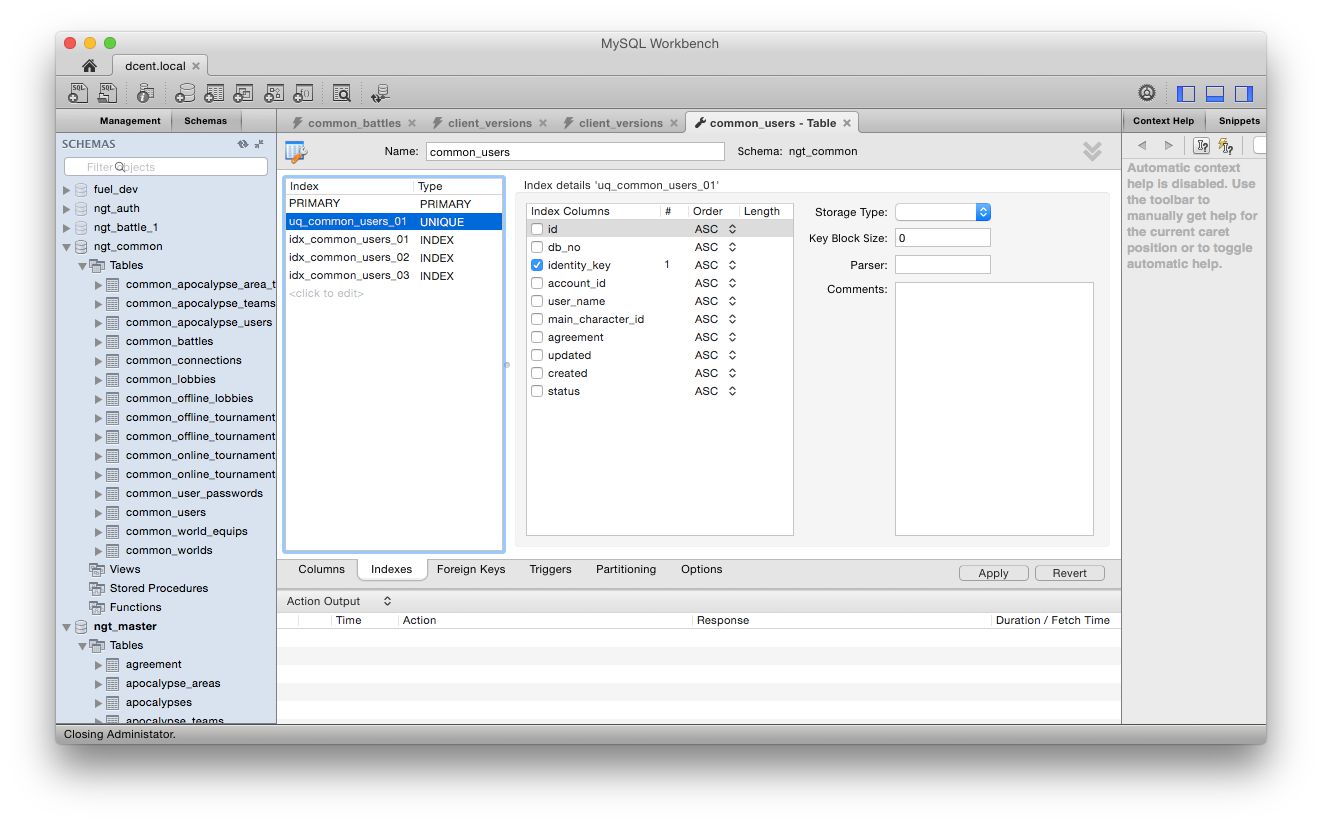 MySQL Workbench
dcent.local
SQL SQL
Management Schemas
common_battles client_versions client_versions common_users - Table
Context Help Snippets
SCHEMAS
Filter objects
fuel_dev
ngt_auth
ngt_battle_1
ngt_common
Tables
common_apocalypse_area_t
common_apocalypse_teams
common_apocalypse_users
common_battles
common_connections
common_lobbies
common_offline_lobbies
common_offline_tournament
common_offline_tournament
common_online_tournament
common_online_tournament
common_user_passwords
common_users
common_world_equips
common_worlds
Views
Stored Procedures
Functions
ngt_master
Tables
agreement
apocalypse_areas
apocalypses
apocalypse_teams
Name: common_users Schema: ngt_common
Index Type
PRIMARY PRIMARY
uq_common_users_01 UNIQUE
idx_common_users_01 INDEX
idx_common_users_02 INDEX
idx_common_users_03 INDEX
<click to edit>
Index details 'uq_common_users_01'
Index Columns # Order Length
id ASC
db_no ASC
identity_key 1 ASC
account_id ASC
user_name ASC
main_character_id ASC
agreement ASC
updated ASC
created ASC
status ASC
Storage Type:
Key Block Size: 0
Parser:
Comments:
Columns Indexes Foreign Keys Triggers Partitioning Options Apply Revert
Action Output
Time Action Response Duration / Fetch Time
Automatic context
help is disabled. Use
the toolbar to
manually get help for
the current caret
position or to toggle
automatic help.
Closing Administator.